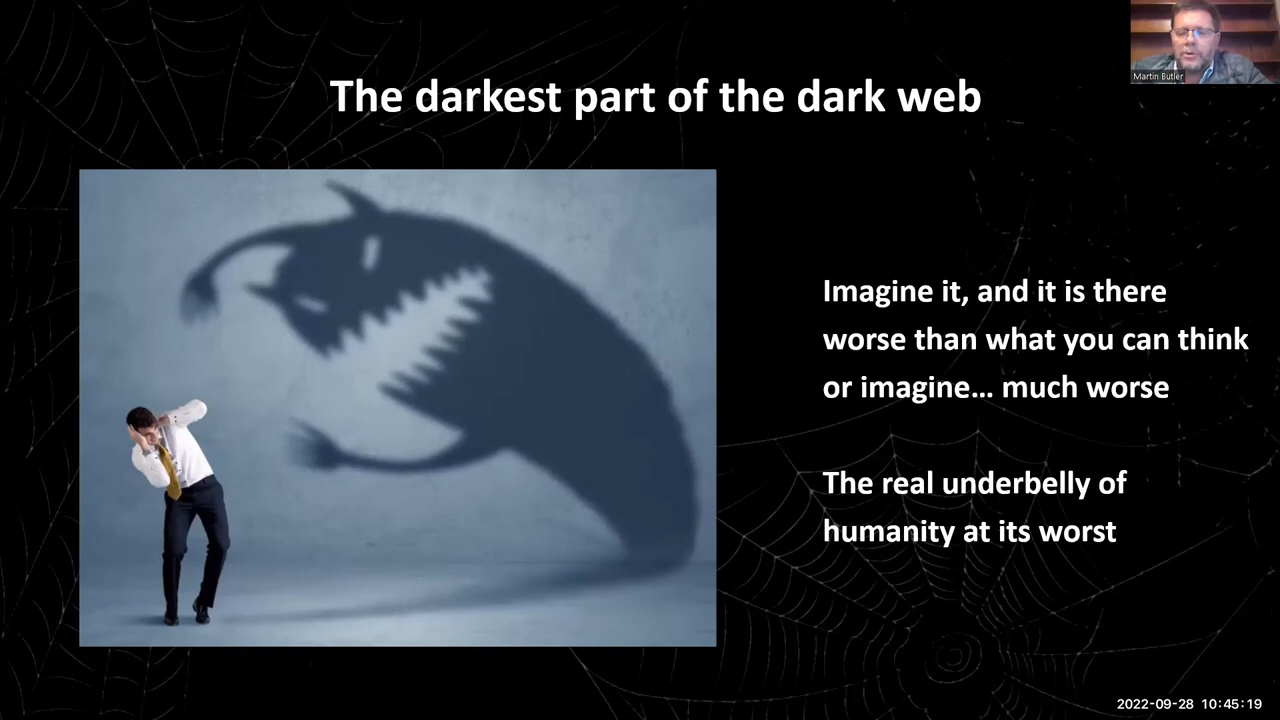 Martin Butler
The darkest part of the dark web
Imagine it, and it is there
worse than what you can think
or imagine... much worse
The real underbelly of
humanity at its worst
2022-09-28 10:45:19